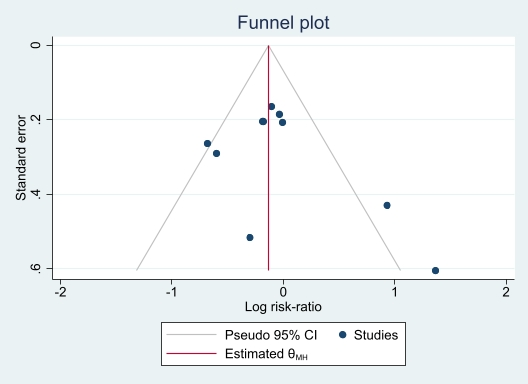 Funnel plot
Standard error
0
.2
.4
.6
-2 -1 0 1 2
Log risk-ratio
Pseudo 95% CI Studies
Estimated θMH